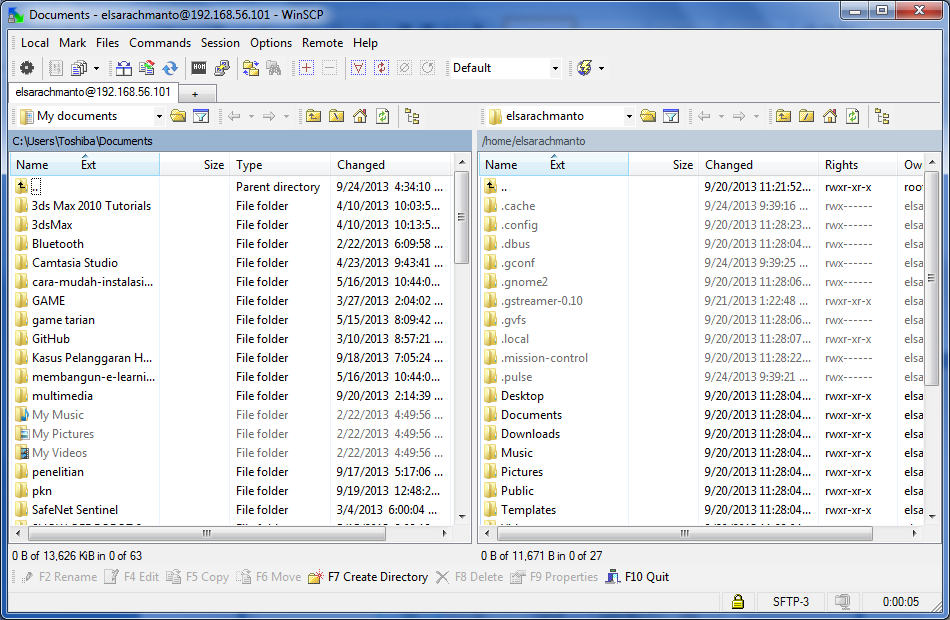 Documents - elsarachmanto@192.168.56.101 - WinSCP
Local Mark Files Commands Session Options Remote Help
Default
elsarachmanto@192.168.56.101 +
My documents elsarachmanto
C:\Users\Toshiba\Documents /home/elsarachmanto
Name Ext Size Type Changed Name Ext Size Changed Rights Ow
.. Parent directory 9/24/2013 4:34:10 ... .. 9/20/2013 11:21:52... rwxr-xr-x roo
3ds Max 2010 Tutorials File folder 4/10/2013 10:03:5... .cache 9/24/2013 9:39:16 ... rwx------ elsa
3dsMax File folder 4/10/2013 10:13:5... .config 9/20/2013 11:28:23... rwxr-xr-x elsa
Bluetooth File folder 2/22/2013 6:09:58 ... .dbus 9/20/2013 11:28:04... rwx------ elsa
Camtasia Studio File folder 4/23/2013 9:43:41 ... .gconf 9/24/2013 9:39:25 ... rwx------ elsa
cara-mudah-instalasi... File folder 5/16/2013 10:44:0... .gnome2 9/20/2013 11:28:06... rwx------ elsa
GAME File folder 3/27/2013 2:04:02 ... .gstreamer-0.10 9/21/2013 1:22:48 ... rwxr-xr-x elsa
game tarian File folder 5/15/2013 8:09:42 ... .gvfs 9/20/2013 11:28:06... rwx------ elsa
GitHub File folder 3/10/2013 8:57:21 ... .local 9/20/2013 11:28:07... rwxr-xr-x elsa
Kasus Pelanggaran H... File folder 9/18/2013 7:05:24 ... .mission-control 9/20/2013 11:28:22... rwx------ elsa
membangun-e-learni... File folder 5/16/2013 10:44:0... .pulse 9/24/2013 9:39:21 ... rwx------ elsa
multimedia File folder 9/20/2013 2:14:39 ... Desktop 9/20/2013 11:28:04... rwxr-xr-x elsa
My Music File folder 2/22/2013 4:49:56 ... Documents 9/20/2013 11:28:04... rwxr-xr-x elsa
My Pictures File folder 2/22/2013 4:49:56 ... Downloads 9/20/2013 11:28:04... rwxr-xr-x elsa
My Videos File folder 2/22/2013 4:49:56 ... Music 9/20/2013 11:28:04... rwxr-xr-x elsa
penelitian File folder 9/17/2013 5:17:06 ... Pictures 9/20/2013 11:28:04... rwxr-xr-x elsa
pkn File folder 9/19/2013 12:48:2... Public 9/20/2013 11:28:04... rwxr-xr-x elsa
SafeNet Sentinel File folder 3/4/2013 6:00:04 ... Templates 9/20/2013 11:28:04... rwxr-xr-x elsa
0 B of 13,626 KiB in 0 of 63 0 B of 11,671 B in 0 of 27
F2 Rename F4 Edit F5 Copy F6 Move F7 Create Directory F8 Delete F9 Properties F10 Quit
SFTP-3 0:00:05